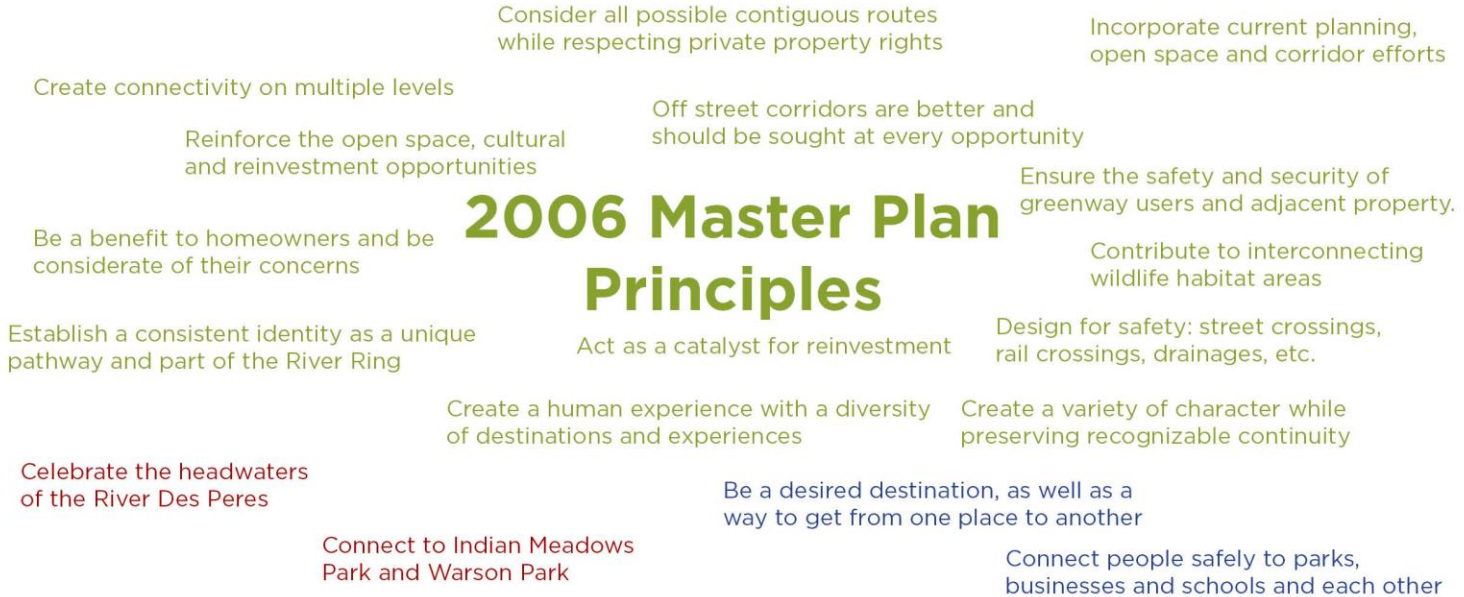 Consider all possible contiguous routes
while respecting private property rights
Incorporate current planning,
open space and corridor efforts
Create connectivity on multiple levels
Off street corridors are better and
should be sought at every opportunity
Reinforce the open space, cultural
and reinvestment opportunities
Ensure the safety and security of
greenway users and adjacent property.
2006 Master Plan
Principles
Be a benefit to homeowners and be
considerate of their concerns
Contribute to interconnecting
wildlife habitat areas
Establish a consistent identity as a unique
pathway and part of the River Ring
Act as a catalyst for reinvestment
Design for safety: street crossings,
rail crossings, drainages, etc.
Create a human experience with a diversity
of destinations and experiences
Create a variety of character while
preserving recognizable continuity
Celebrate the headwaters
of the River Des Peres
Be a desired destination, as well as a
way to get from one place to another
Connect to Indian Meadows
Park and Warson Park
Connect people safely to parks,
businesses and schools and each other